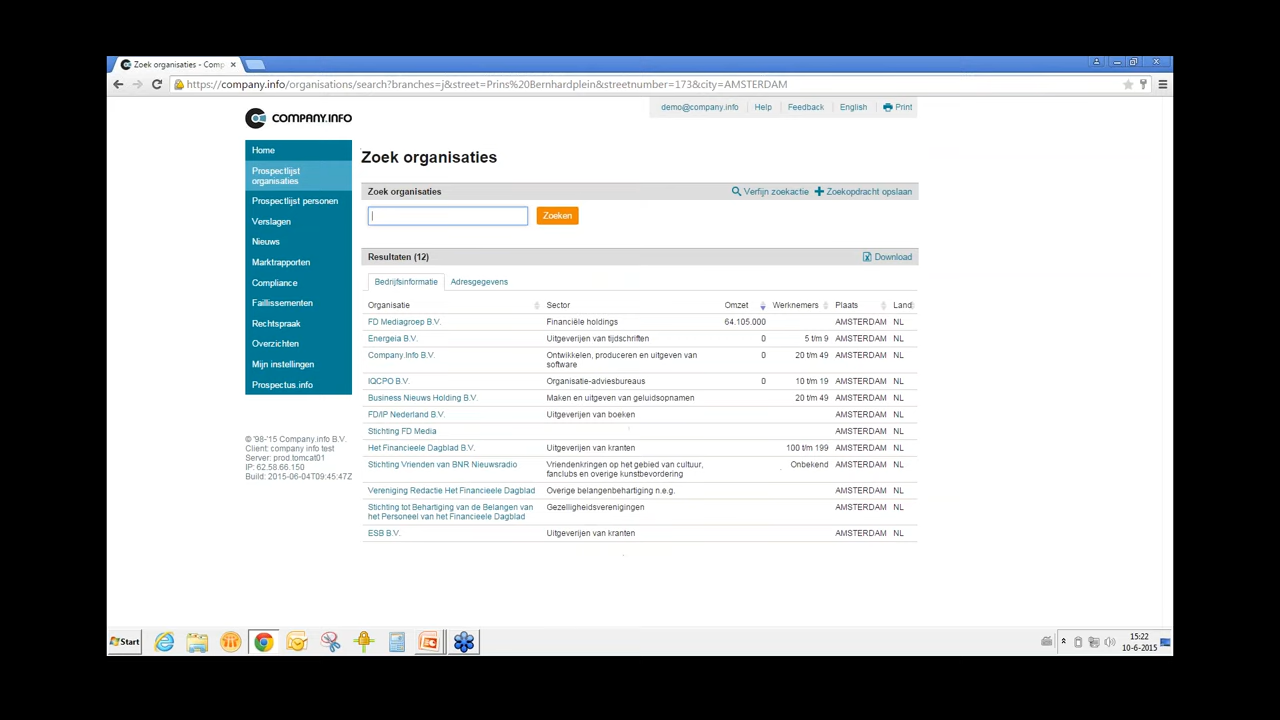 Zoek organisaties - Comp
https://company.info/organisations/search?branches=j&street=Prins%20Bernhardplein&streetnumber=173&city=AMSTERDAM
COMPANY.INFO
demo@company.info Help Feedback English Print
Home
Prospectlijst
organisaties
Prospectlijst personen
Verslagen
Nieuws
Marktrapporten
Compliance
Faillissementen
Rechtspraak
Overzichten
Mijn instellingen
Prospectus.info
© '98-'15 Company.info B.V.
Client: company info test
Server: prod.tomcat01
IP: 62.58.66.150
Build: 2015-06-04T09:45:47Z
Zoek organisaties
Zoek organisaties Verfijn zoekactie Zoekopdracht opslaan
Zoeken
Resultaten (12) Download
Bedrijfsinformatie Adresgegevens
Organisatie Sector Omzet Werknemers Plaats Land
FD Mediagroep B.V. Financiële holdings 64.105.000 AMSTERDAM NL
Energeia B.V. Uitgeverijen van tijdschriften 0 5 t/m 9 AMSTERDAM NL
Company.Info B.V. Ontwikkelen, produceren en uitgeven van 0 20 t/m 49 AMSTERDAM NL
software
IQCPO B.V. Organisatie-adviesbureaus 0 10 t/m 19 AMSTERDAM NL
Business Nieuws Holding B.V. Maken en uitgeven van geluidsopnamen 20 t/m 49 AMSTERDAM NL
FD/IP Nederland B.V. Uitgeverijen van boeken AMSTERDAM NL
Stichting FD Media AMSTERDAM NL
Het Financieele Dagblad B.V. Uitgeverijen van kranten 100 t/m 199 AMSTERDAM NL
Stichting Vrienden van BNR Nieuwsradio Vriendenkringen op het gebied van cultuur, Onbekend AMSTERDAM NL
fanclubs en overige kunstbevordering
Vereniging Redactie Het Financieele Dagblad Overige belangenbehartiging n.e.g. AMSTERDAM NL
Stichting tot Behartiging van de Belangen van Gezelligheidsverenigingen AMSTERDAM NL
het Personeel van het Financieele Dagblad
ESB B.V. Uitgeverijen van kranten AMSTERDAM NL
Start
15:22
10-6-2015